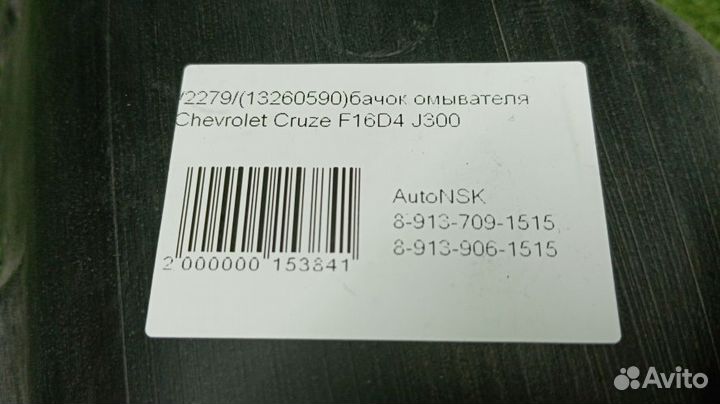 /2279/(13260590)бачок омывателя
Chevrolet Cruze F16D4 J300
AutoNSK
8-913-709-1515
8-913-906-1515
2 000000 153841
Avito